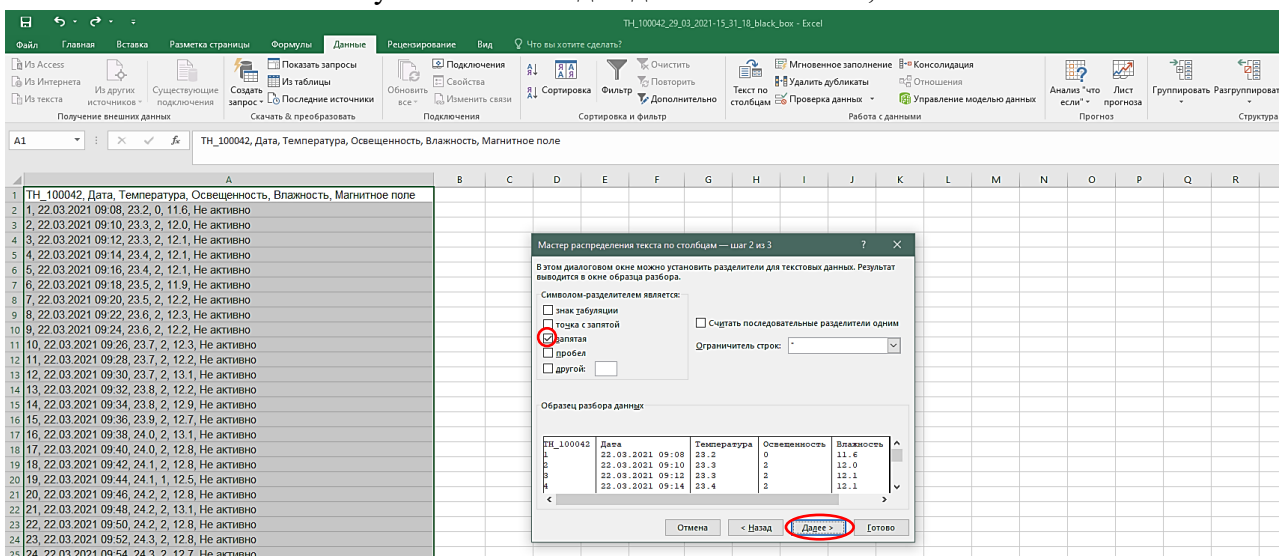 TH_100042_29_03_2021-15_31_18_black_box - Excel
Файл Главная Вставка Разметка страницы Формулы Данные Рецензирование Вид Что вы хотите сделать?
Из Access
Из Интернета
Из текста
Из других источников
Существующие подключения
Получение внешних данных
Создать запрос
Показать запросы
Из таблицы
Последние источники
Скачать & преобразовать
Обновить все
Подключения
Свойства
Изменить связи
Подключения
Сортировка
Фильтр
Очистить
Повторить
Дополнительно
Сортировка и фильтр
Текст по столбцам
Мгновенное заполнение
Удалить дубликаты
Проверка данных
Консолидация
Отношения
Управление моделью данных
Работа с данными
Анализ "что если"
Лист прогноза
Прогноз
Группировать
Разгруппироват
Структура
A1 fx TH_100042, Дата, Температура, Освещенность, Влажность, Магнитное поле
A B C D E F G H I J K L M N O P Q R
1 TH_100042, Дата, Температура, Освещенность, Влажность, Магнитное поле
2 1, 22.03.2021 09:08, 23.2, 0, 11.6, Не активно
3 2, 22.03.2021 09:10, 23.3, 2, 12.0, Не активно
4 3, 22.03.2021 09:12, 23.3, 2, 12.1, Не активно
5 4, 22.03.2021 09:14, 23.4, 2, 12.1, Не активно
6 5, 22.03.2021 09:16, 23.4, 2, 12.1, Не активно
7 6, 22.03.2021 09:18, 23.5, 2, 11.9, Не активно
8 7, 22.03.2021 09:20, 23.5, 2, 12.2, Не активно
9 8, 22.03.2021 09:22, 23.6, 2, 12.3, Не активно
10 9, 22.03.2021 09:24, 23.6, 2, 12.2, Не активно
11 10, 22.03.2021 09:26, 23.7, 2, 12.3, Не активно
12 11, 22.03.2021 09:28, 23.7, 2, 12.2, Не активно
13 12, 22.03.2021 09:30, 23.7, 2, 13.1, Не активно
14 13, 22.03.2021 09:32, 23.8, 2, 12.2, Не активно
15 14, 22.03.2021 09:34, 23.8, 2, 12.9, Не активно
16 15, 22.03.2021 09:36, 23.9, 2, 12.7, Не активно
17 16, 22.03.2021 09:38, 24.0, 2, 13.1, Не активно
18 17, 22.03.2021 09:40, 24.0, 2, 12.8, Не активно
19 18, 22.03.2021 09:42, 24.1, 2, 12.8, Не активно
20 19, 22.03.2021 09:44, 24.1, 1, 12.5, Не активно
21 20, 22.03.2021 09:46, 24.2, 2, 12.8, Не активно
22 21, 22.03.2021 09:48, 24.2, 2, 13.1, Не активно
23 22, 22.03.2021 09:50, 24.2, 2, 12.8, Не активно
24 23, 22.03.2021 09:52, 24.3, 2, 12.8, Не активно
25 24, 22.03.2021 09:54, 24.3, 2, 12.7, Не активно
Мастер распределения текста по столбцам — шаг 2 из 3 ? ×
В этом диалоговом окне можно установить разделители для текстовых данных. Результат
выводится в окне образца разбора.
Символом-разделителем является:
знак табуляции
точка с запятой
запятая
пробел
другой:
Считать последовательные разделители одним
Ограничитель строк: "
Образец разбора данных
TH_100042 Дата Температура Освещенность Влажность
1 22.03.2021 09:08 23.2 0 11.6
2 22.03.2021 09:10 23.3 2 12.0
3 22.03.2021 09:12 23.3 2 12.1
4 22.03.2021 09:14 23.4 2 12.1
Отмена < Назад Далее > Готово